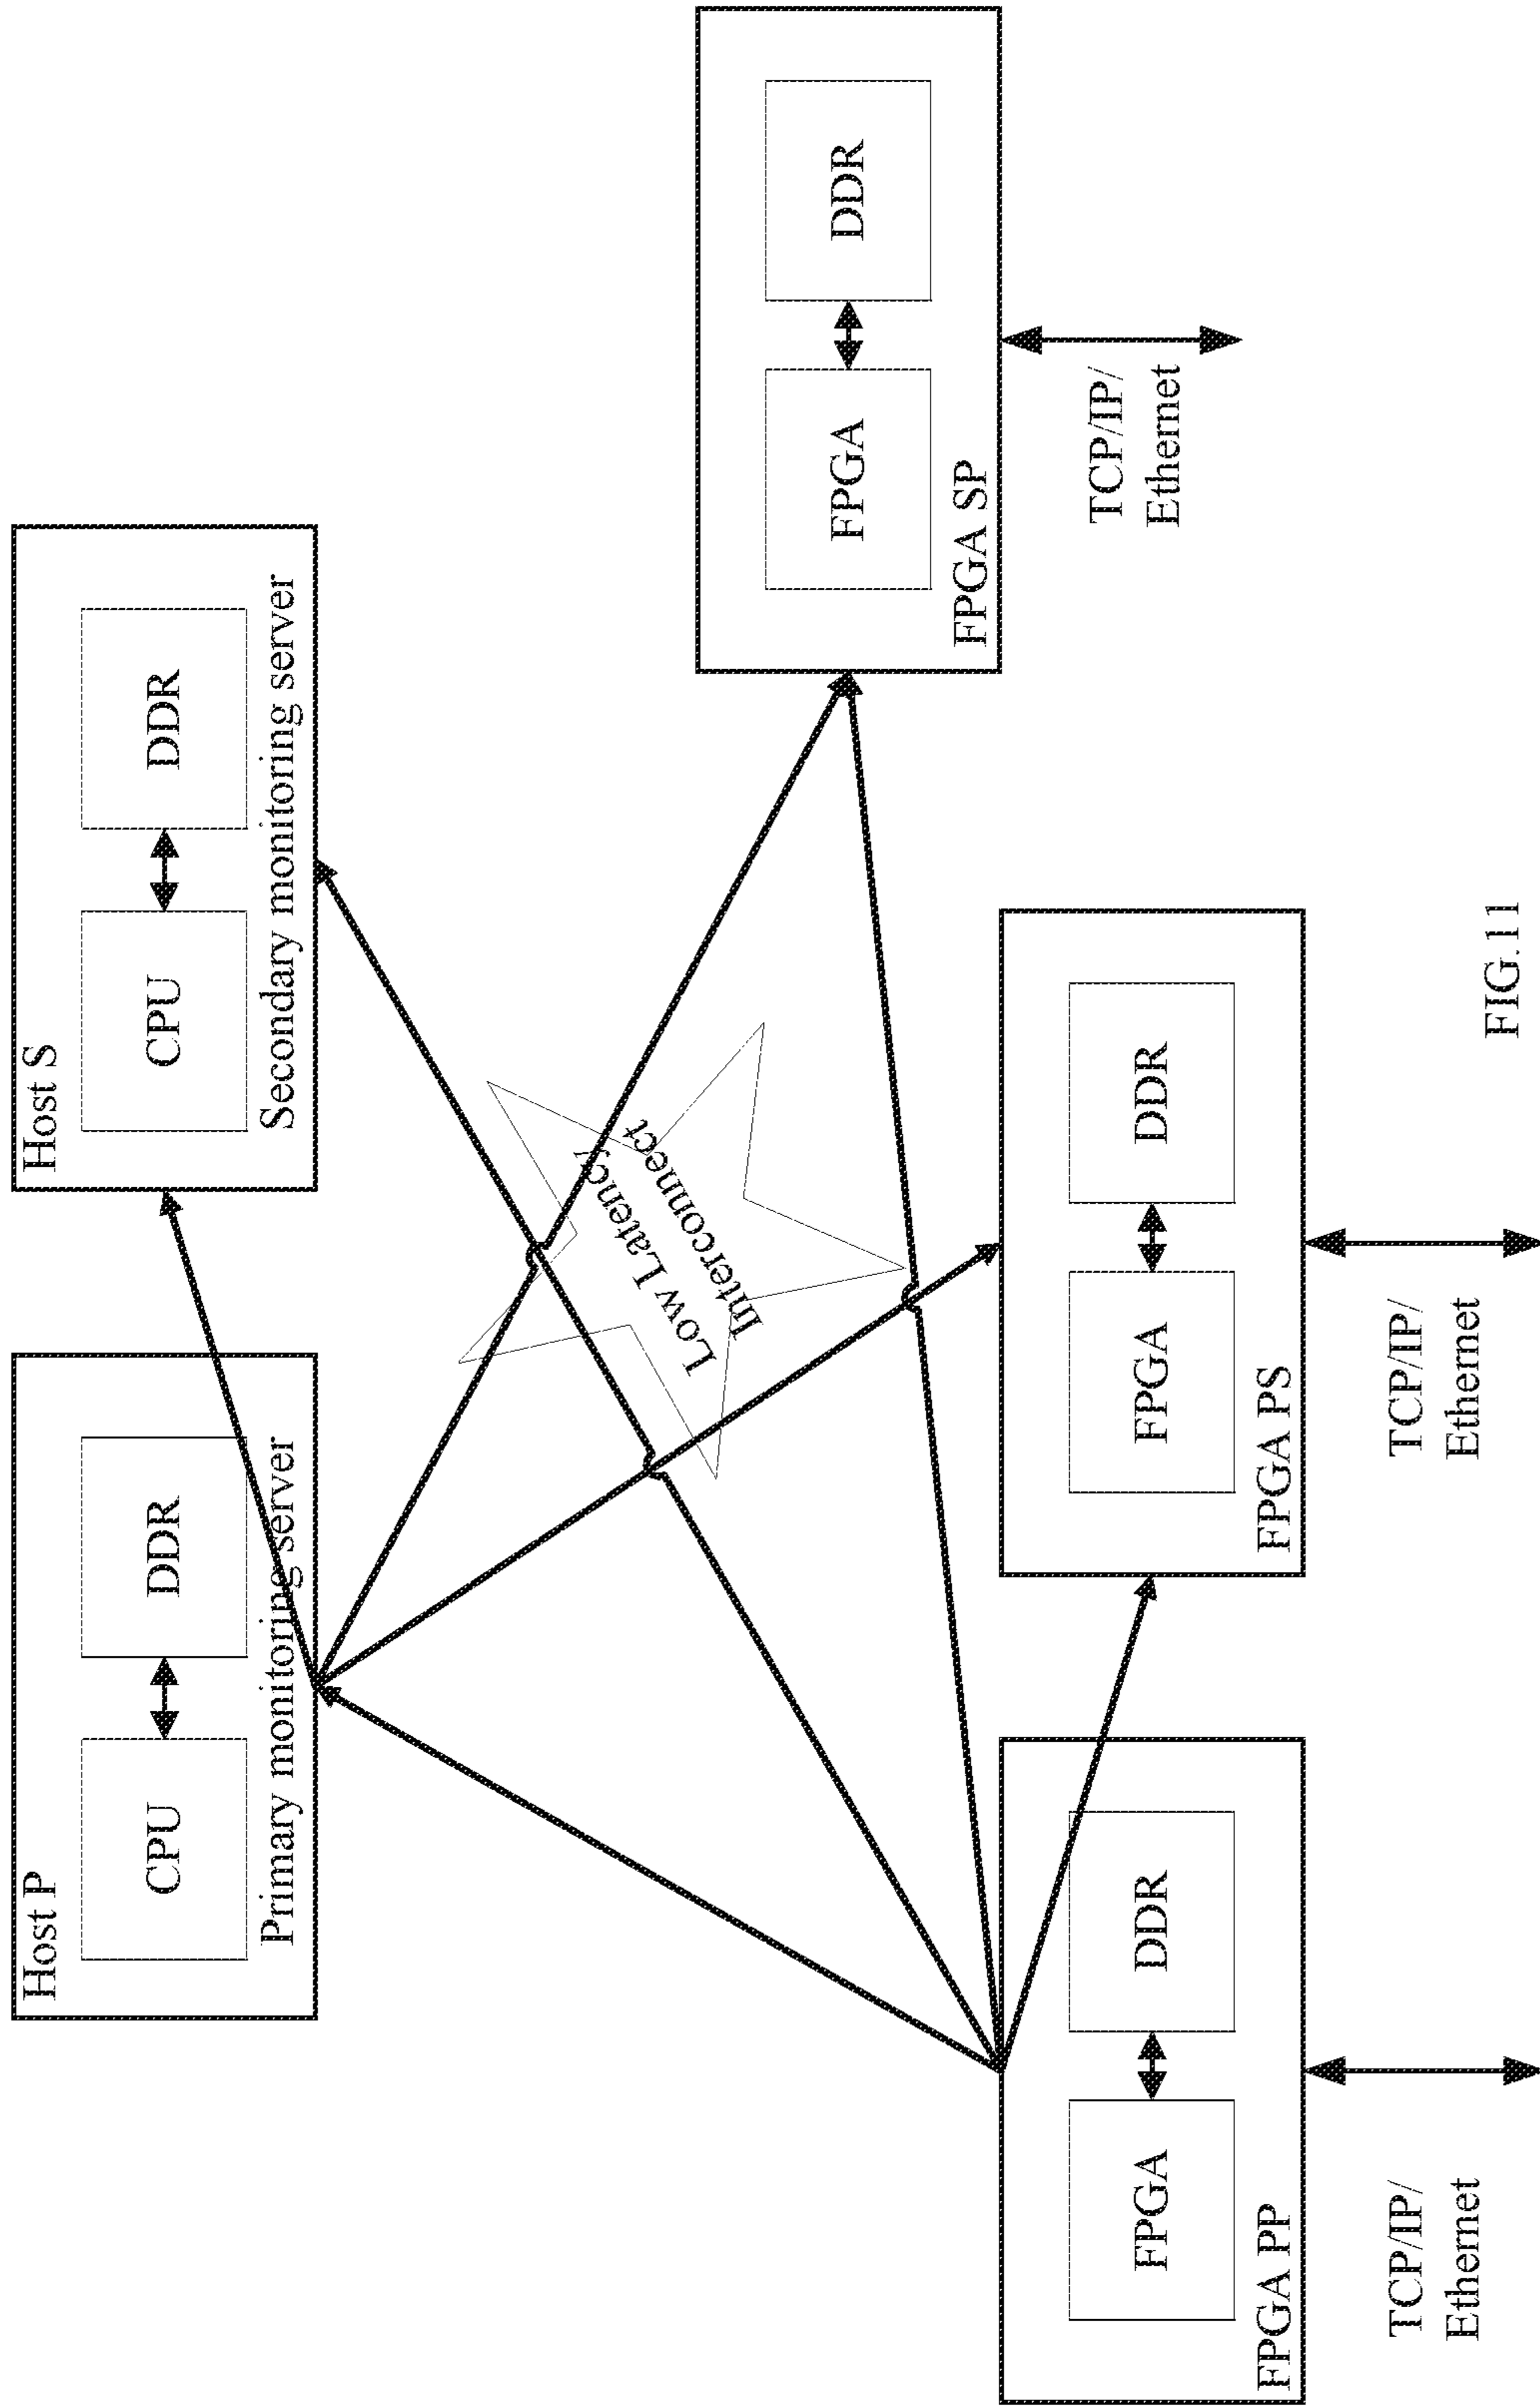 Host P
CPU
DDR
Primary monitoring server
Host S
CPU
DDR
Secondary monitoring server
Low Latency
Interconnect
FPGA
DDR
FPGA SP
TCP/IP/
Ethernet
FPGA
DDR
FPGA PP
TCP/IP/
Ethernet
FPGA
DDR
FPGA PS
TCP/IP/
Ethernet
FIG.11